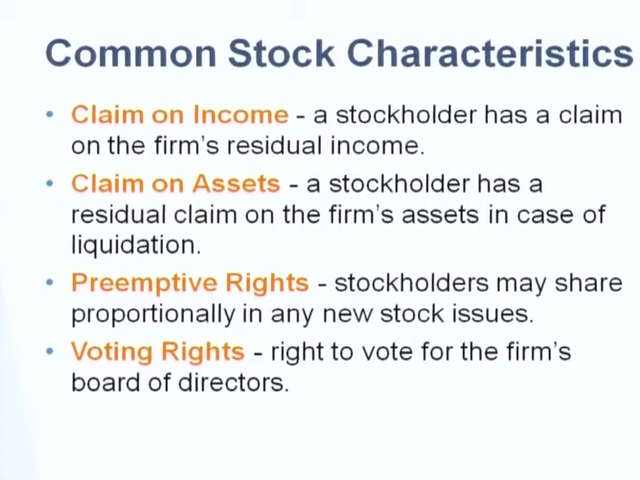 Common Stock Characteristics
• Claim on Income - a stockholder has a claim
on the firm's residual income.
• Claim on Assets - a stockholder has a
residual claim on the firm's assets in case of
liquidation.
• Preemptive Rights - stockholders may share
proportionally in any new stock issues.
• Voting Rights - right to vote for the firm's
board of directors.